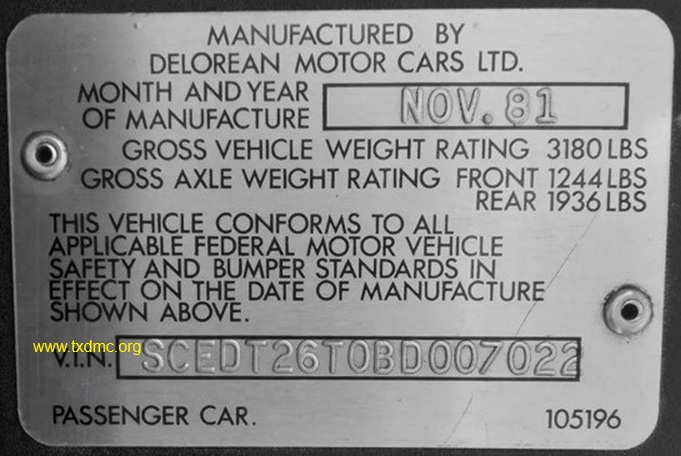 MANUFACTURED BY
DELOREAN MOTOR CARS LTD.
MONTH AND YEAR
OF MANUFACTURE NOV. 81
GROSS VEHICLE WEIGHT RATING 3180 LBS
GROSS AXLE WEIGHT RATING FRONT 1244 LBS
REAR 1936 LBS
THIS VEHICLE CONFORMS TO ALL
APPLICABLE FEDERAL MOTOR VEHICLE
SAFETY AND BUMPER STANDARDS IN
EFFECT ON THE DATE OF MANUFACTURE
SHOWN ABOVE.
www.txdmc.org
V.I.N. SCEDT26T0BD007022
PASSENGER CAR. 105196